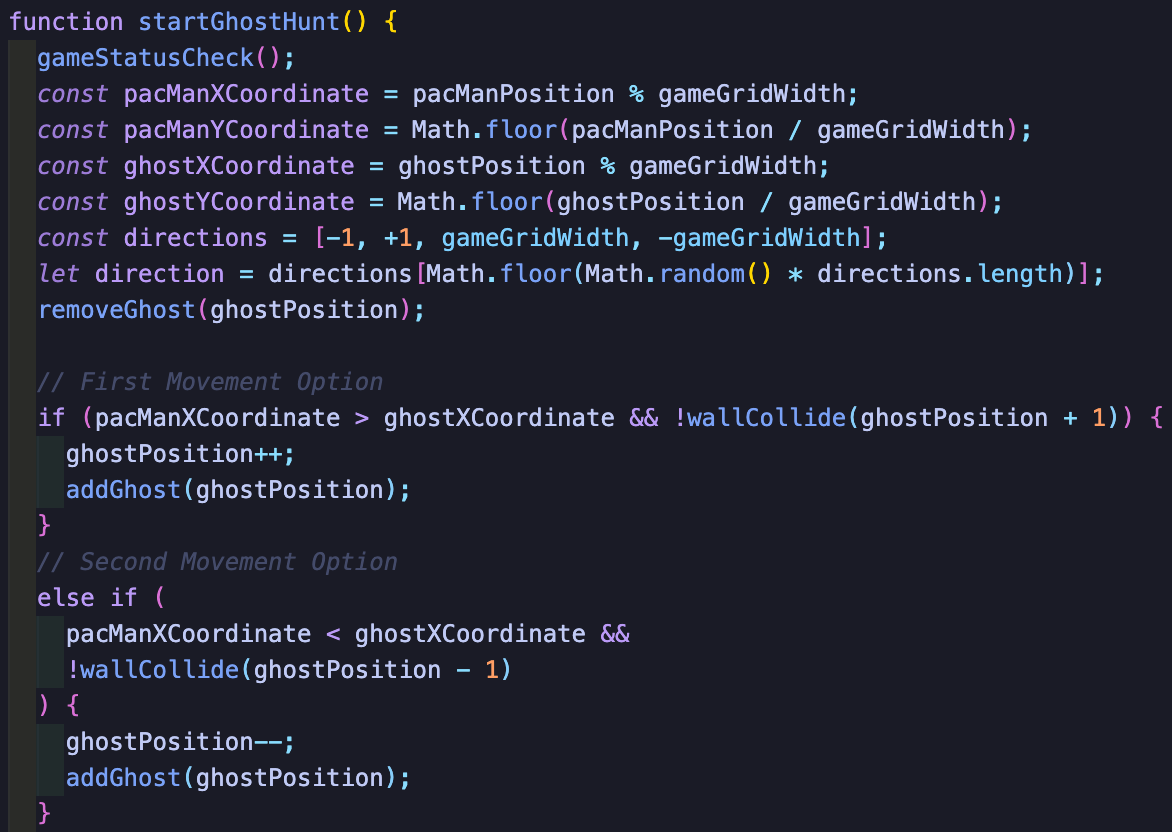 function startGhostHunt() {
  gameStatusCheck();
  const pacManXCoordinate = pacManPosition % gameGridWidth;
  const pacManYCoordinate = Math.floor(pacManPosition / gameGridWidth);
  const ghostXCoordinate = ghostPosition % gameGridWidth;
  const ghostYCoordinate = Math.floor(ghostPosition / gameGridWidth);
  const directions = [-1, +1, gameGridWidth, -gameGridWidth];
  let direction = directions[Math.floor(Math.random() * directions.length)];
  removeGhost(ghostPosition);

  // First Movement Option
  if (pacManXCoordinate > ghostXCoordinate && !wallCollide(ghostPosition + 1)) {
    ghostPosition++;
    addGhost(ghostPosition);
  }
  // Second Movement Option
  else if (
    pacManXCoordinate < ghostXCoordinate &&
    !wallCollide(ghostPosition - 1)
  ) {
    ghostPosition--;
    addGhost(ghostPosition);
  }